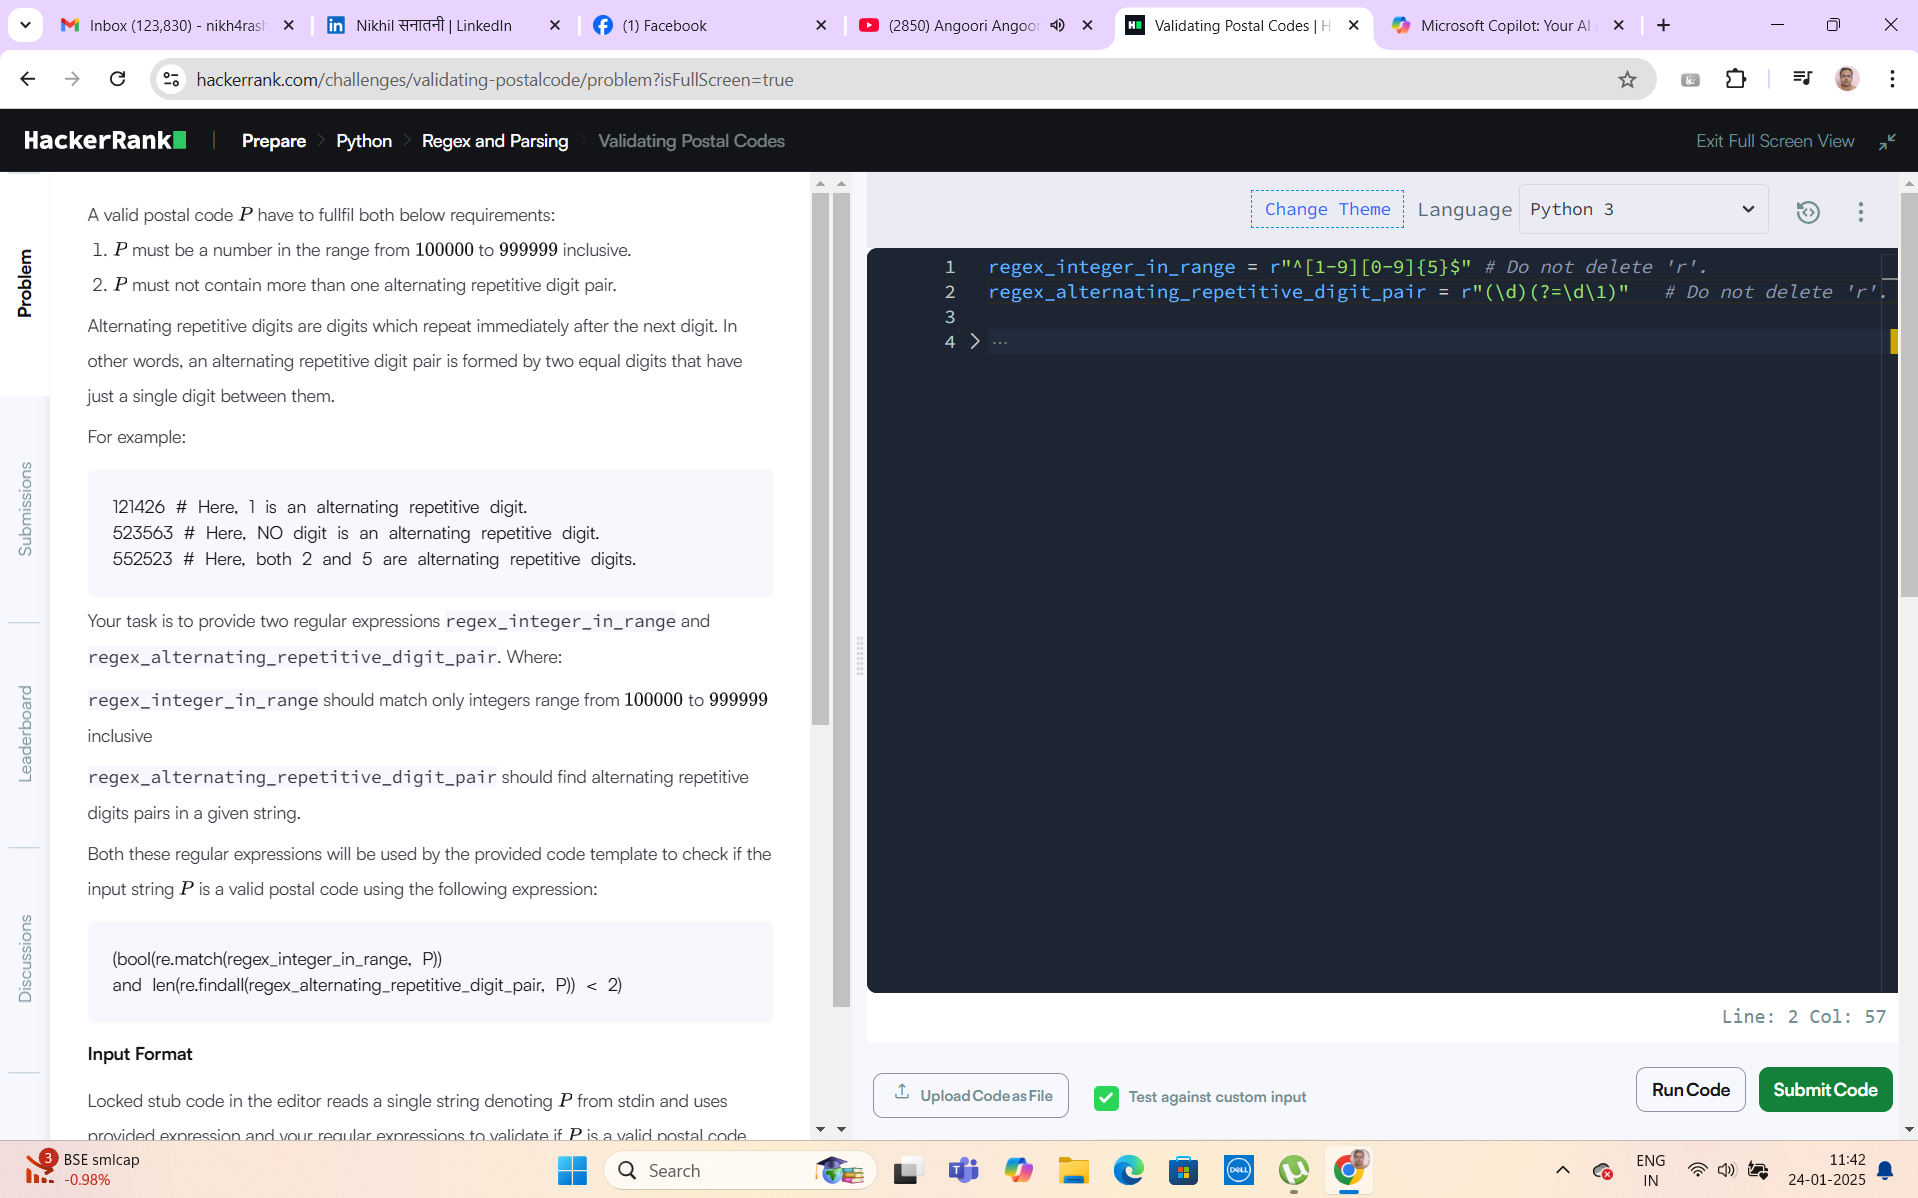 Inbox (123,830) - nikh4rash
Nikhil सनातनी | LinkedIn
(1) Facebook
(2850) Angoori Angoor
Validating Postal Codes | H
Microsoft Copilot: Your AI
hackerrank.com/challenges/validating-postalcode/problem?isFullScreen=true
HackerRank | Prepare > Python > Regex and Parsing > Validating Postal Codes
Exit Full Screen View
Problem
Submissions
Leaderboard
Discussions
A valid postal code P have to fullfil both below requirements:
1. P must be a number in the range from 100000 to 999999 inclusive.
2. P must not contain more than one alternating repetitive digit pair.
Alternating repetitive digits are digits which repeat immediately after the next digit. In
other words, an alternating repetitive digit pair is formed by two equal digits that have
just a single digit between them.
For example:
121426 # Here, 1 is an alternating repetitive digit.
523563 # Here, NO digit is an alternating repetitive digit.
552523 # Here, both 2 and 5 are alternating repetitive digits.
Your task is to provide two regular expressions regex_integer_in_range and
regex_alternating_repetitive_digit_pair. Where:
regex_integer_in_range should match only integers range from 100000 to 999999
inclusive
regex_alternating_repetitive_digit_pair should find alternating repetitive
digits pairs in a given string.
Both these regular expressions will be used by the provided code template to check if the
input string P is a valid postal code using the following expression:
(bool(re.match(regex_integer_in_range, P))
and len(re.findall(regex_alternating_repetitive_digit_pair, P)) < 2)
Input Format
Locked stub code in the editor reads a single string denoting P from stdin and uses
provided expression and your regular expressions to validate if P is a valid postal code
Change Theme
Language
Python 3
1 regex_integer_in_range = r"^[1-9][0-9]{5}$" # Do not delete 'r'.
2 regex_alternating_repetitive_digit_pair = r"(\d)(?=\d\1)" # Do not delete 'r'.
3
4 > ...
Line: 2 Col: 57
Upload Code as File
Test against custom input
Run Code
Submit Code
3
BSE smlcap
-0.98%
Search
DELL
ENG
IN
11:42
24-01-2025